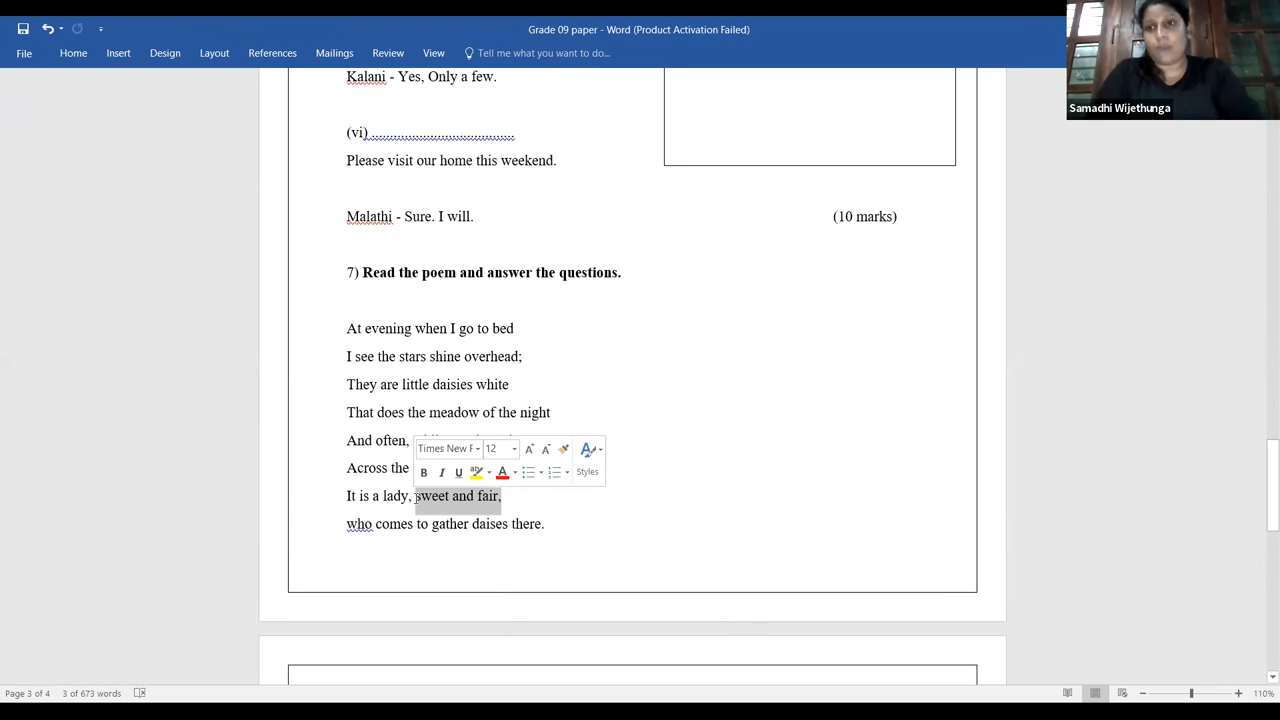 Grade 09 paper - Word (Product Activation Failed)
File Home Insert Design Layout References Mailings Review View Tell me what you want to do...
Samadhi Wijethunga
Kalani - Yes, Only a few.
(vi) ......................................
Please visit our home this weekend.
Malathi - Sure. I will. (10 marks)
7) Read the poem and answer the questions.
At evening when I go to bed
I see the stars shine overhead;
They are little daisies white
That does the meadow of the night
And often,
Across the
It is a lady, sweet and fair,
who comes to gather daises there.
Times New F 12
B I U ab A Styles
Page 3 of 4 3 of 673 words 110%